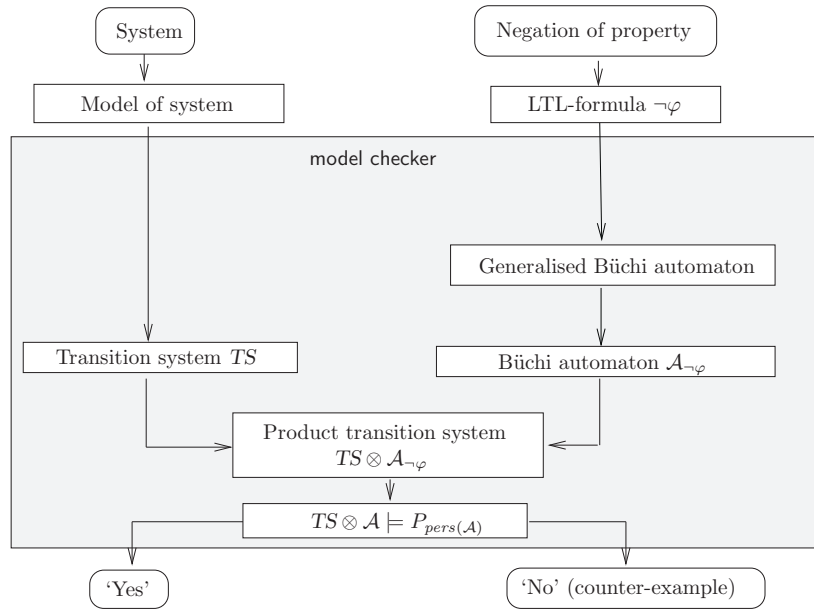 System
Negation of property
Model of system
LTL-formula ¬φ
model checker
Generalised Büchi automaton
Transition system TS
Büchi automaton 𝒜¬φ
Product transition system
TS ⊗ 𝒜¬φ
TS ⊗ 𝒜 ⊨ Ppers(𝒜)
‘Yes’
‘No’ (counter-example)